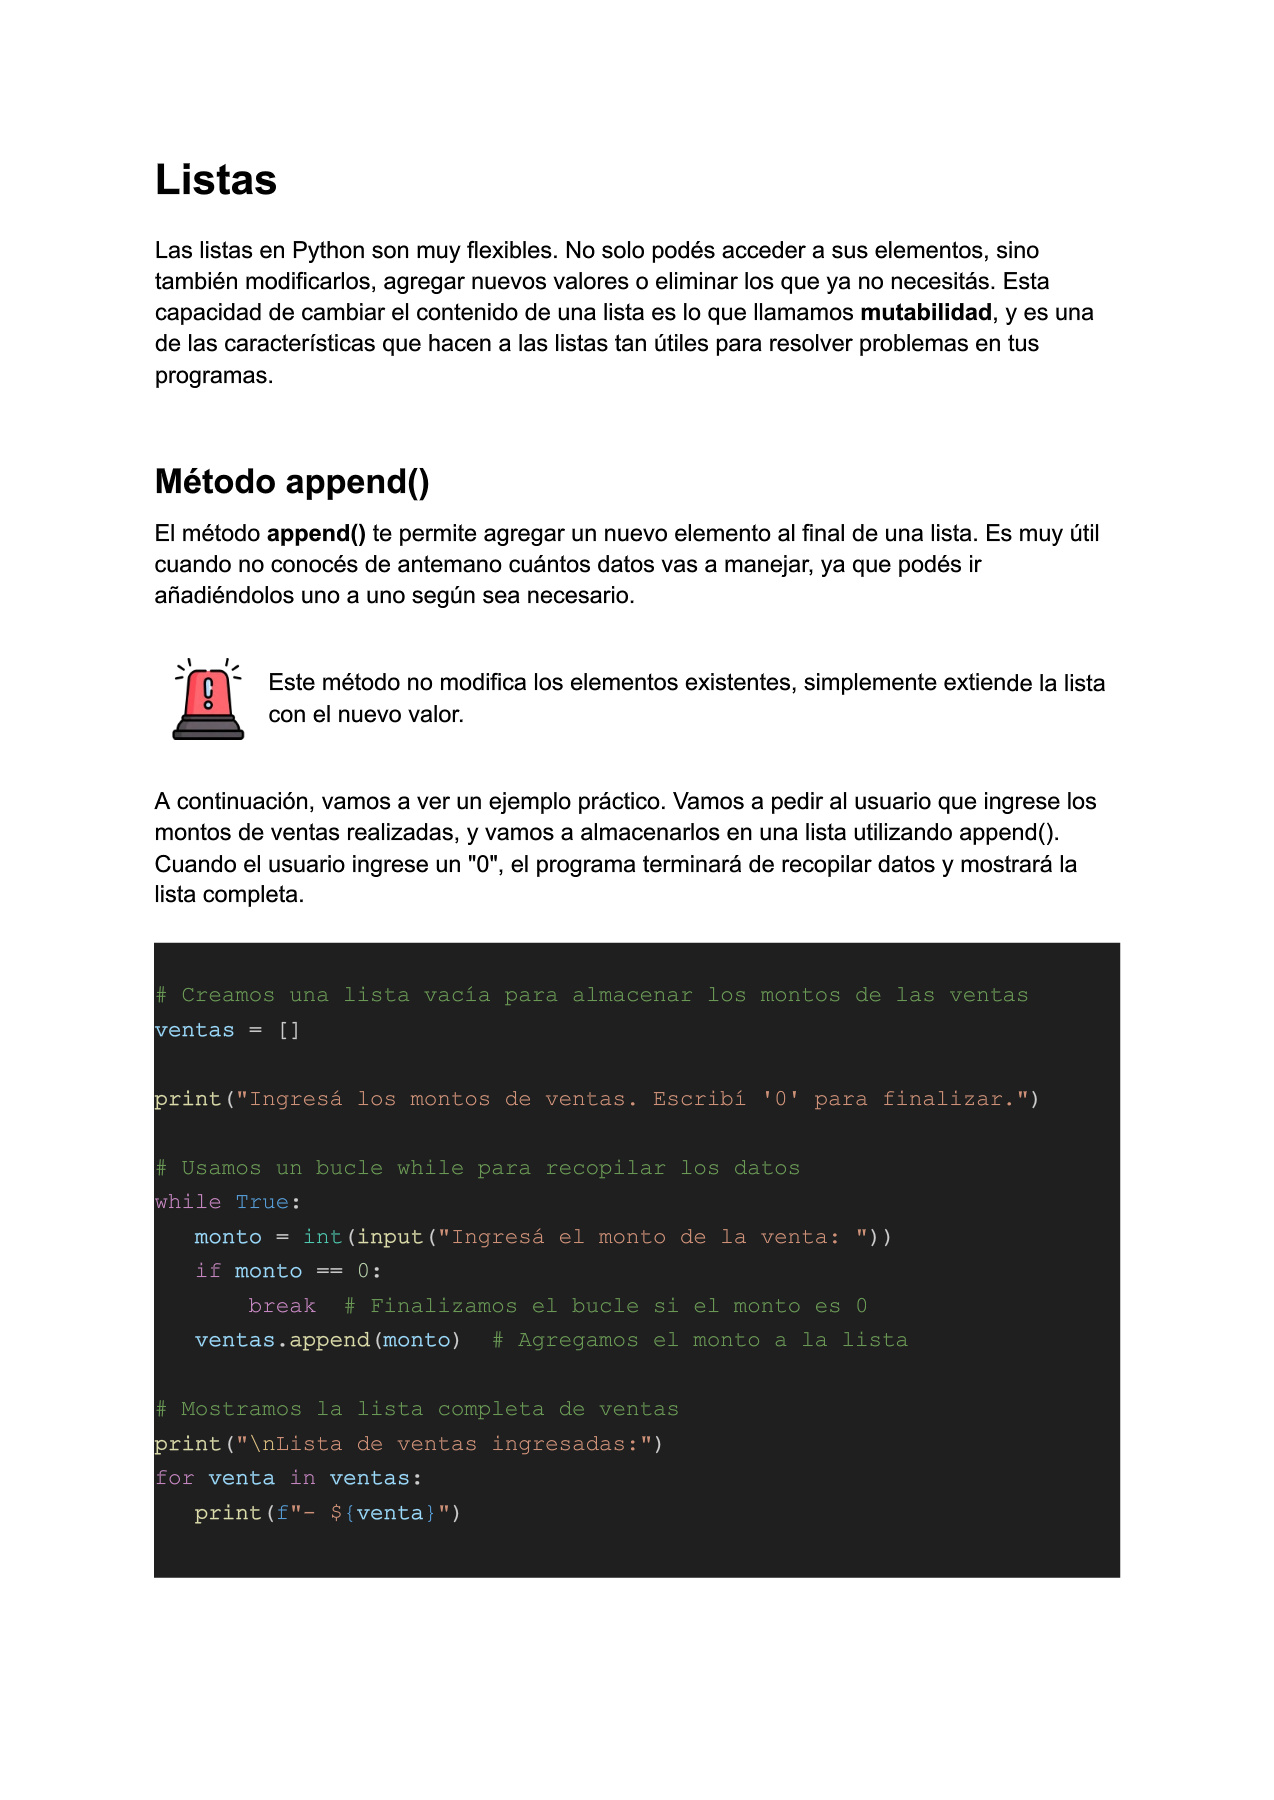 Listas
Las listas en Python son muy flexibles. No solo podés acceder a sus elementos, sino
también modificarlos, agregar nuevos valores o eliminar los que ya no necesitás. Esta
capacidad de cambiar el contenido de una lista es lo que llamamos mutabilidad, y es una
de las características que hacen a las listas tan útiles para resolver problemas en tus
programas.
Método append()
El método append() te permite agregar un nuevo elemento al final de una lista. Es muy útil
cuando no conocés de antemano cuántos datos vas a manejar, ya que podés ir
añadiéndolos uno a uno según sea necesario.
Este método no modifica los elementos existentes, simplemente extiende la lista
con el nuevo valor.
A continuación, vamos a ver un ejemplo práctico. Vamos a pedir al usuario que ingrese los
montos de ventas realizadas, y vamos a almacenarlos en una lista utilizando append().
Cuando el usuario ingrese un "0", el programa terminará de recopilar datos y mostrará la
lista completa.
# Creamos una lista vacía para almacenar los montos de las ventas
ventas = []
print("Ingresá los montos de ventas. Escribí '0' para finalizar.")
# Usamos un bucle while para recopilar los datos
while True:
   monto = int(input("Ingresá el monto de la venta: "))
   if monto == 0:
       break  # Finalizamos el bucle si el monto es 0
   ventas.append(monto)  # Agregamos el monto a la lista
# Mostramos la lista completa de ventas
print("\nLista de ventas ingresadas:")
for venta in ventas:
   print(f"- ${venta}")